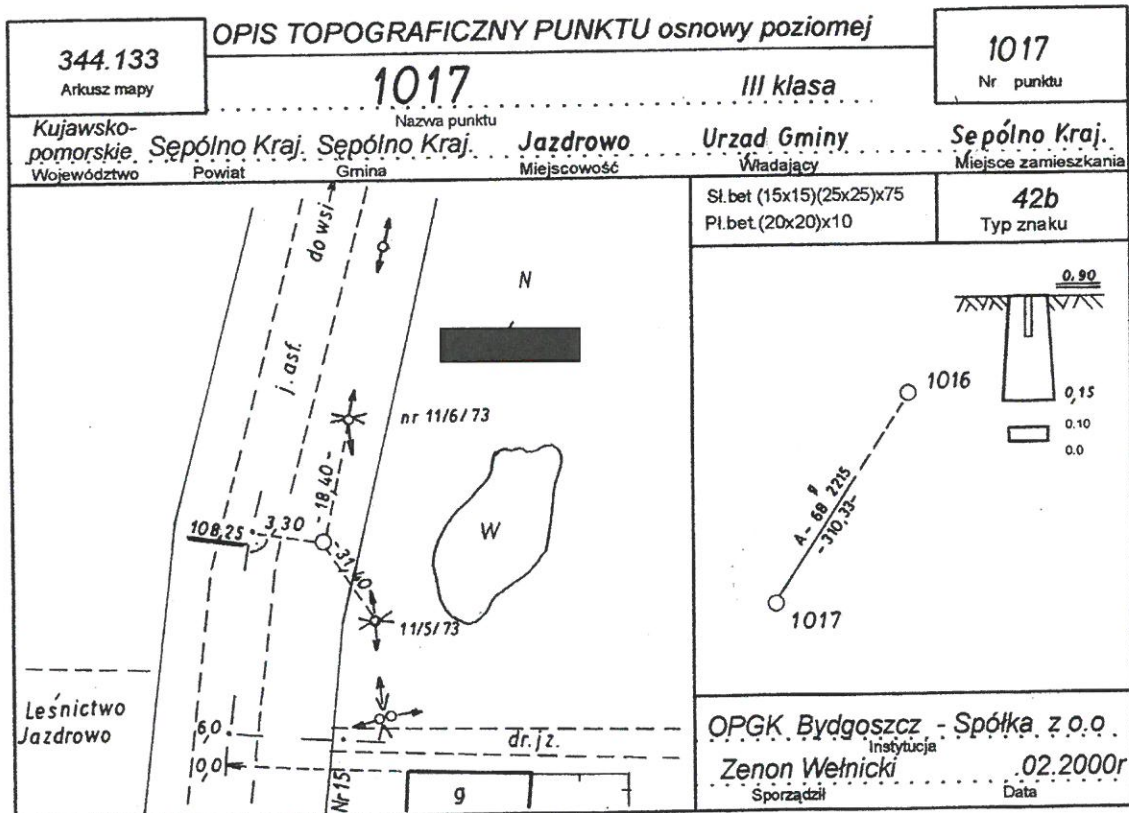 OPIS TOPOGRAFICZNY PUNKTU osnowy poziomej
344.133
Arkusz mapy
1017
Nazwa punktu
III klasa
1017
Nr punktu
Kujawsko-
pomorskie
Województwo
Sępólno Kraj.
Powiat
Sępólno Kraj.
Gmina
Jazdrowo
Miejscowość
Urzad Gminy
Władający
Sępólno Kraj.
Miejsce zamieszkania
Sł.bet (15x15)(25x25)x75
Pł.bet.(20x20)x10
42b
Typ znaku
do wsi
j. asf.
N
nr 11/6/73
-18,40-
108,25
3,30
-31,40
W
11/5/73
Leśnictwo
Jazdrowo
6,0
0,0
dr. jz.
Nr 15
g
0,90
0,15
0.10
0.0
1016
g
A - 68 2215
-310,33-
1017
OPGK Bydgoszcz - Spółka z o.o
Instytucja
Zenon Wełnicki .02.2000r
Sporządził Data